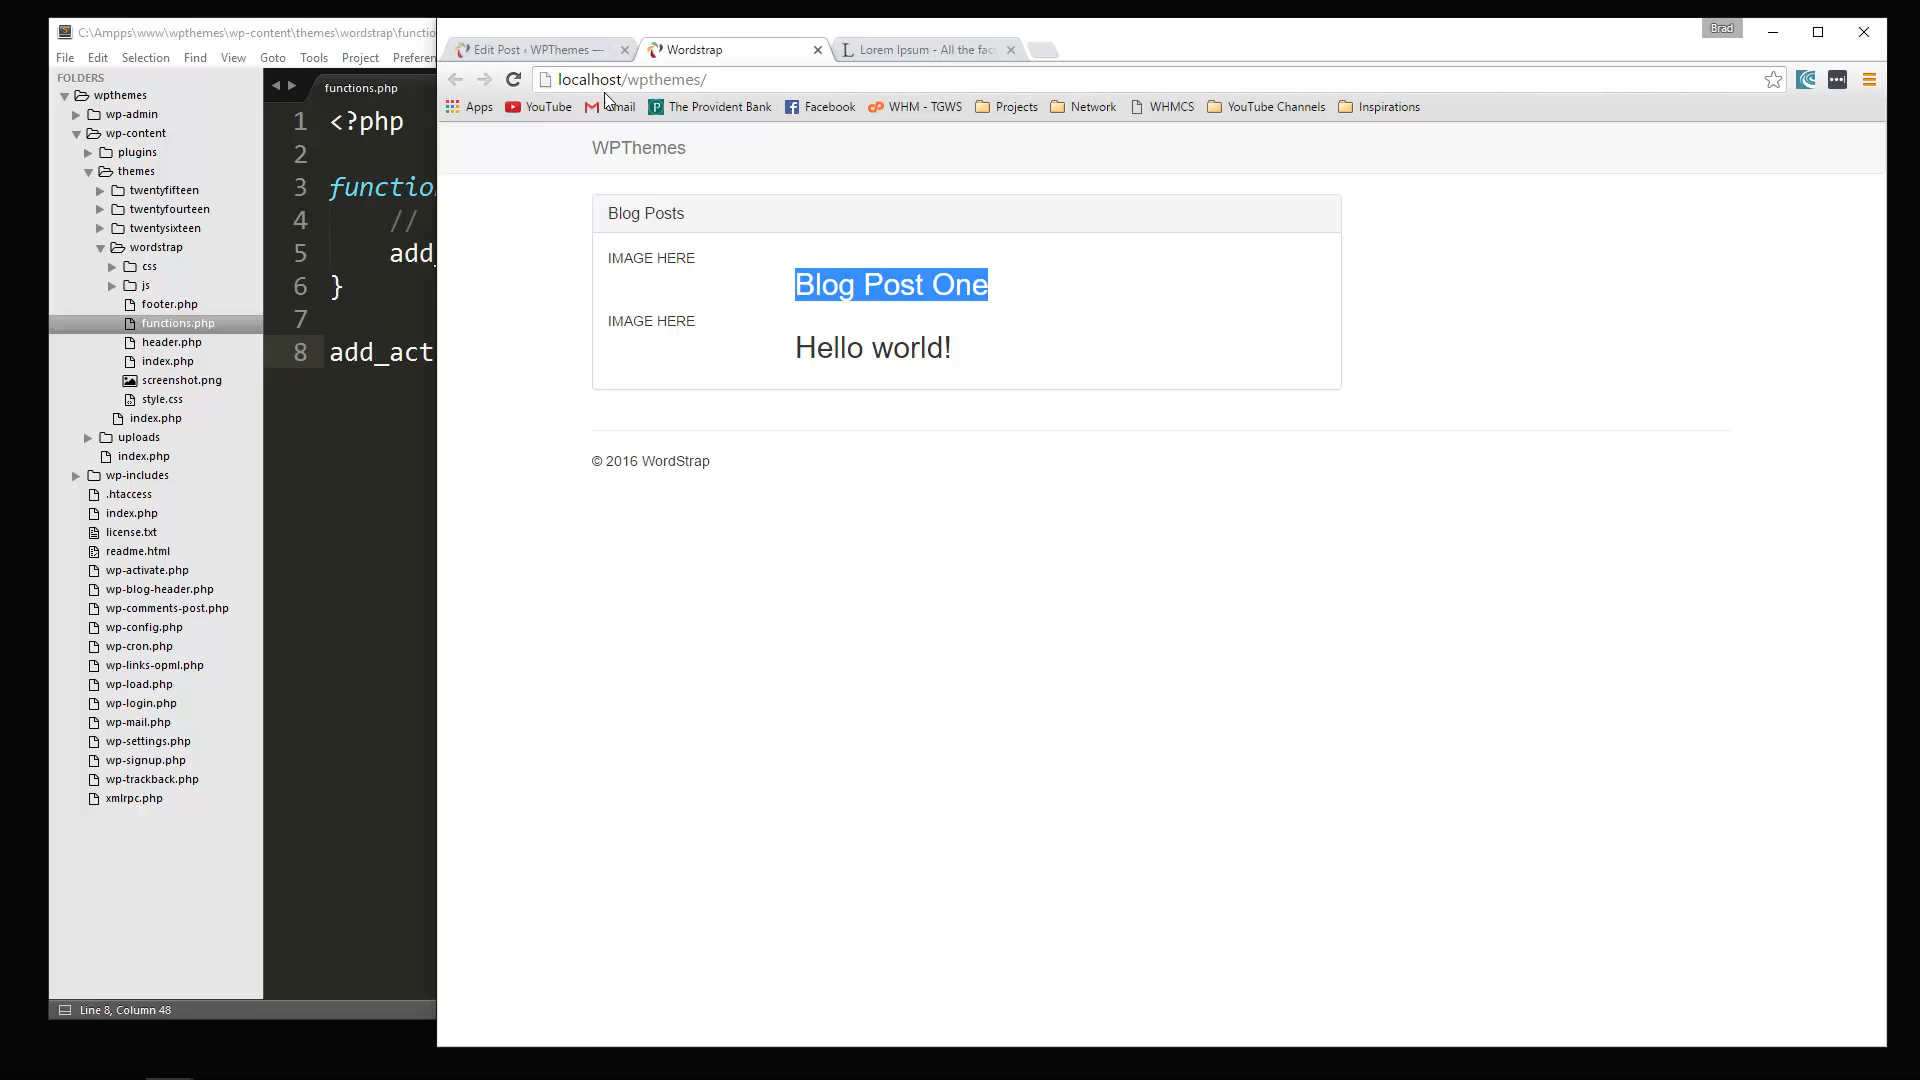 C:\Ampps\www\wpthemes\wp-content\themes\wordstrap\functio
File Edit Selection Find View Goto Tools Project Preferen
FOLDERS
wpthemes
wp-admin
wp-content
plugins
themes
twentyfifteen
twentyfourteen
twentysixteen
wordstrap
css
js
footer.php
functions.php
header.php
index.php
screenshot.png
style.css
index.php
uploads
index.php
wp-includes
.htaccess
index.php
license.txt
readme.html
wp-activate.php
wp-blog-header.php
wp-comments-post.php
wp-config.php
wp-cron.php
wp-links-opml.php
wp-load.php
wp-login.php
wp-mail.php
wp-settings.php
wp-signup.php
wp-trackback.php
xmlrpc.php
functions.php
1 <?php
2
3 functio
4 //
5 add_
6 }
7
8 add_act
Line 8, Column 48
Brad
Edit Post ‹ WPThemes — Wordstrap Lorem Ipsum - All the fac
localhost/wpthemes/
Apps YouTube Gmail The Provident Bank Facebook WHM - TGWS Projects Network WHMCS YouTube Channels Inspirations
WPThemes
Blog Posts
IMAGE HERE
Blog Post One
IMAGE HERE
Hello world!
© 2016 WordStrap